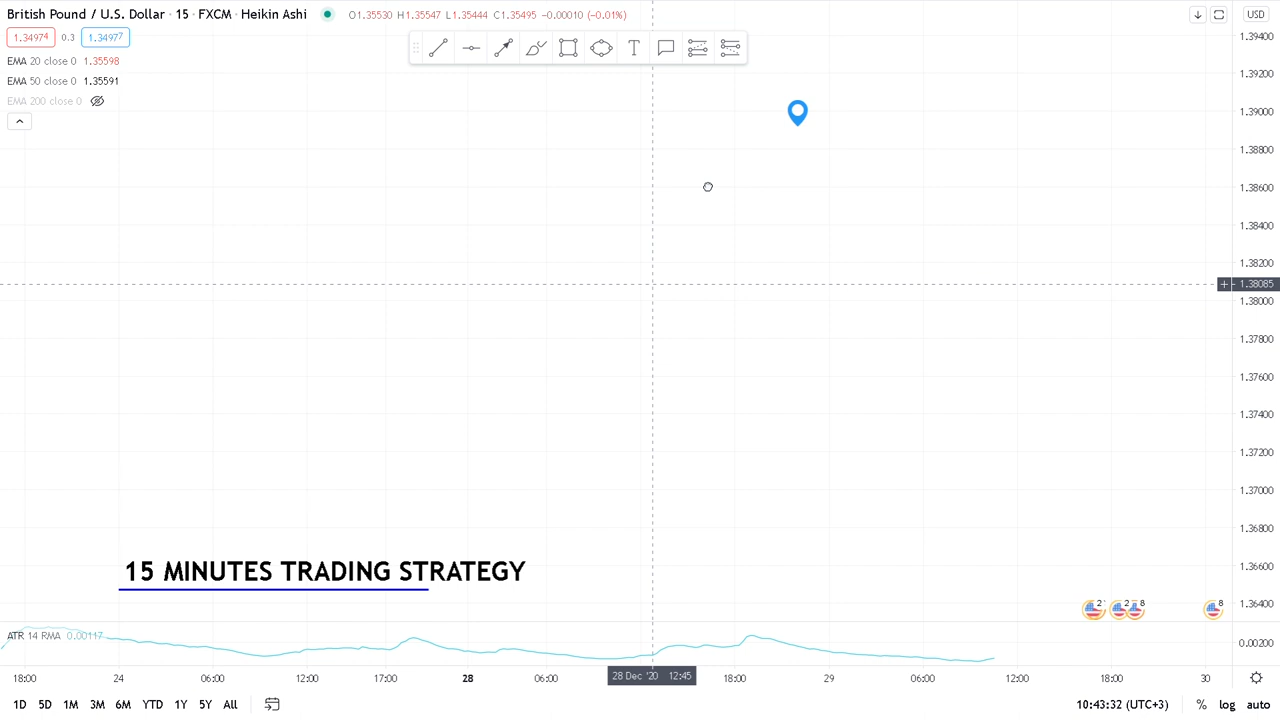 British Pound / U.S. Dollar · 15 · FXCM · Heikin Ashi O1.35530 H1.35547 L1.35444 C1.35495 −0.00010 (−0.01%) USD
1.34974 0.3 1.34977
EMA 20 close 0 1.35598
EMA 50 close 0 1.35591
EMA 200 close 0
T
1.39400
1.39200
1.39000
1.38800
1.38600
1.38400
1.38200
1.38085
1.38000
1.37800
1.37600
1.37400
1.37200
1.37000
1.36800
1.36600
1.36400
15 MINUTES TRADING STRATEGY
2 2 8 8
ATR 14 RMA 0.00117 0.00200
18:00 24 06:00 12:00 17:00 28 06:00 28 Dec '20 12:45 18:00 29 06:00 12:00 18:00 30
1D 5D 1M 3M 6M YTD 1Y 5Y All 10:43:32 (UTC+3) % log auto